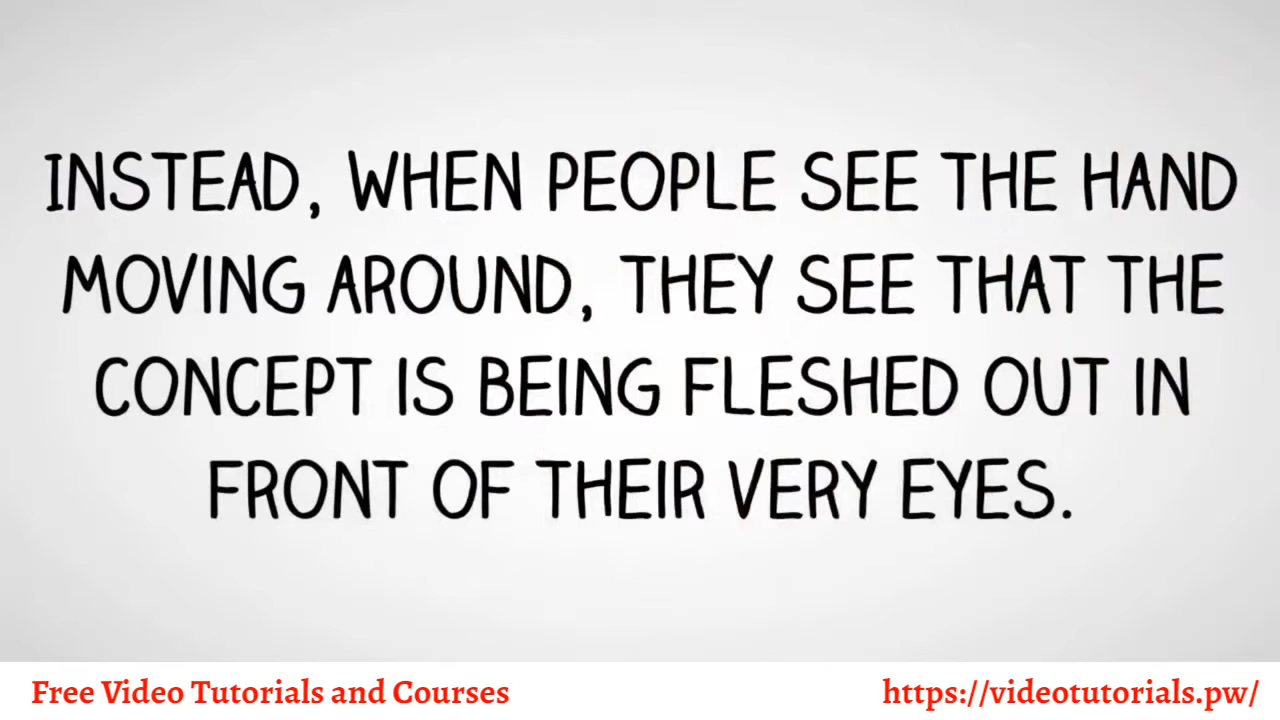 INSTEAD, WHEN PEOPLE SEE THE HAND
MOVING AROUND, THEY SEE THAT THE
CONCEPT IS BEING FLESHED OUT IN
FRONT OF THEIR VERY EYES.
Free Video Tutorials and Courses
https://videotutorials.pw/